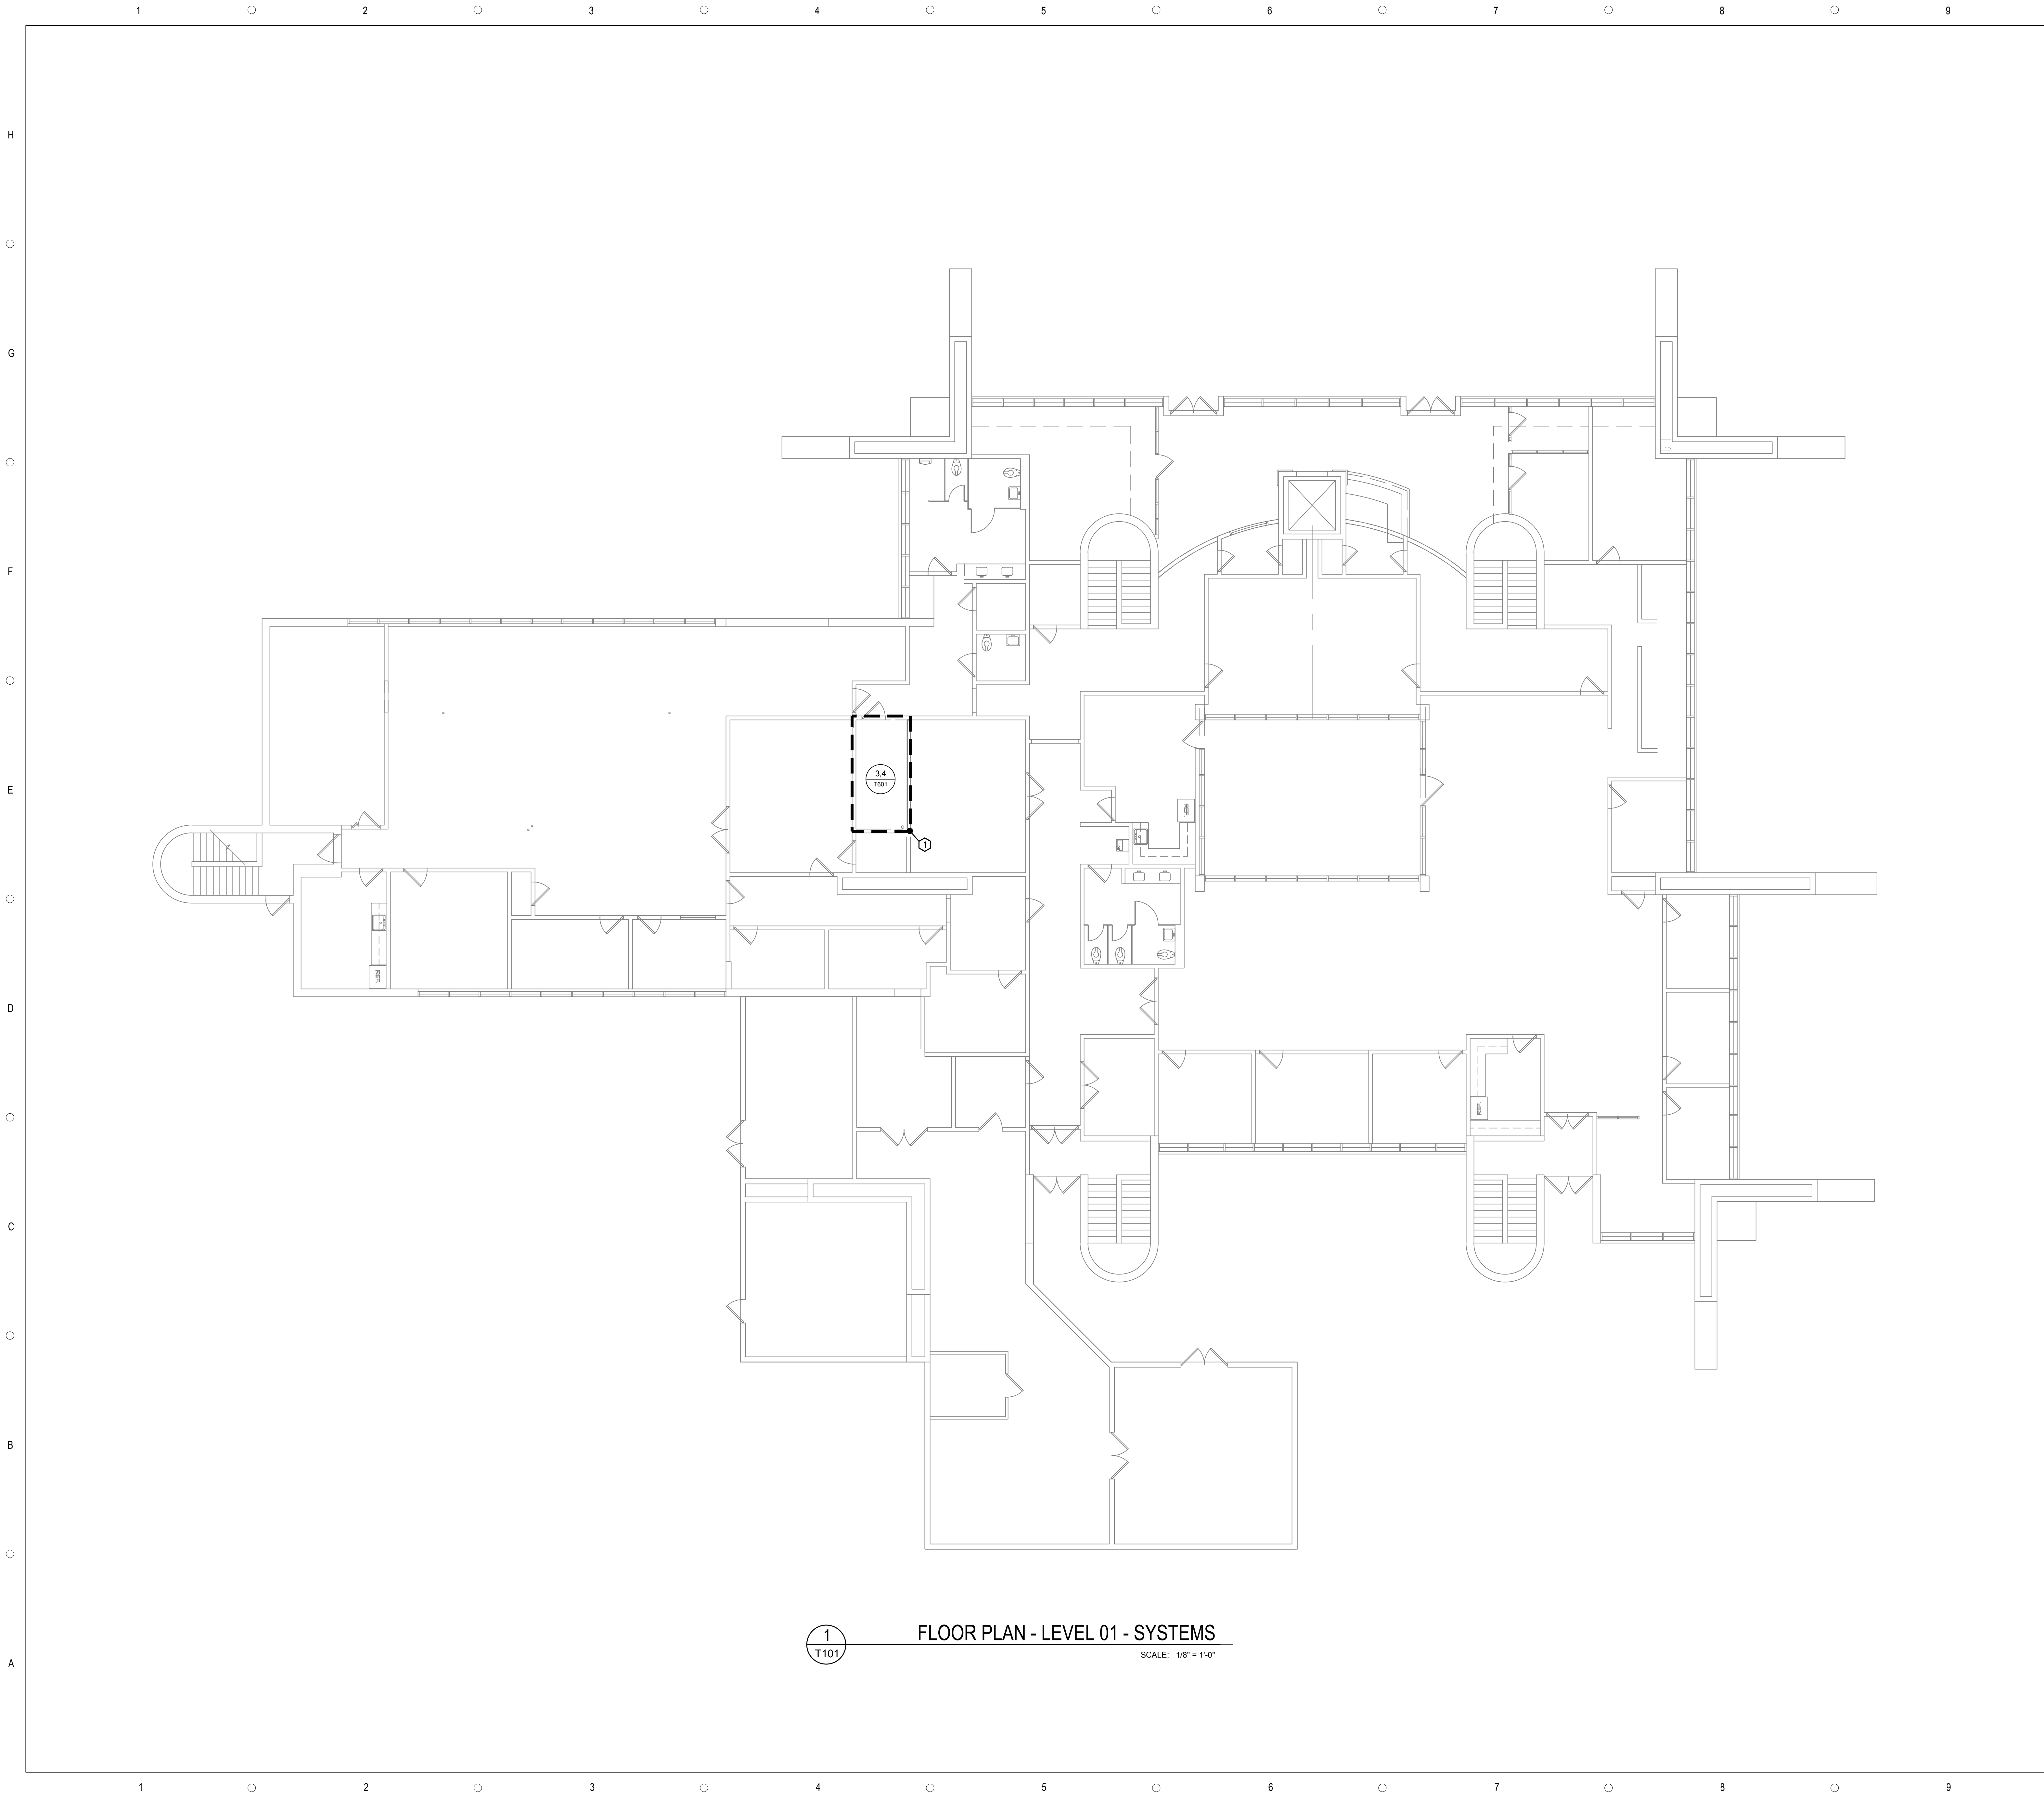 1 2 3 4 5 6 7 8 9
H
G
F
E
D
C
B
A
3,4
T601
1
REF.
REF.
REF.
1
T101
FLOOR PLAN - LEVEL 01 - SYSTEMS
SCALE: 1/8" = 1'-0"
1 2 3 4 5 6 7 8 9